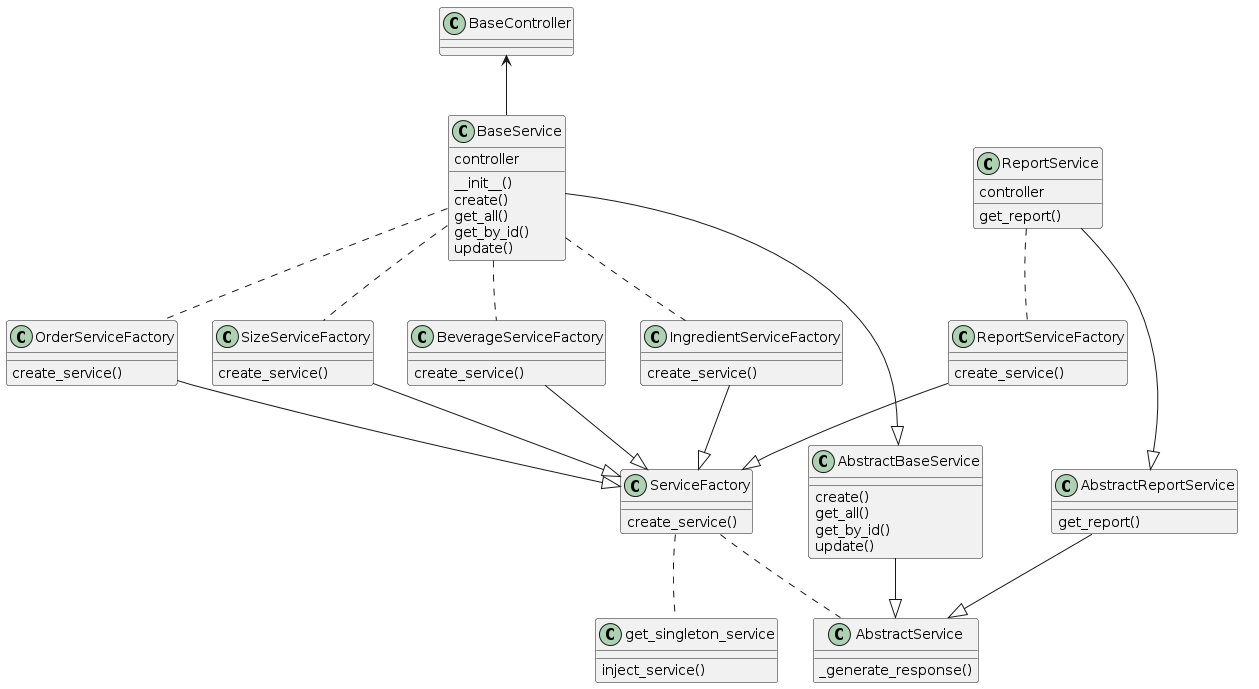 C BaseController
C BaseService
controller
__init__()
create()
get_all()
get_by_id()
update()
C ReportService
controller
get_report()
C OrderServiceFactory
create_service()
C SizeServiceFactory
create_service()
C BeverageServiceFactory
create_service()
C IngredientServiceFactory
create_service()
C ReportServiceFactory
create_service()
C ServiceFactory
create_service()
C AbstractBaseService
create()
get_all()
get_by_id()
update()
C AbstractReportService
get_report()
C get_singleton_service
inject_service()
C AbstractService
_generate_response()